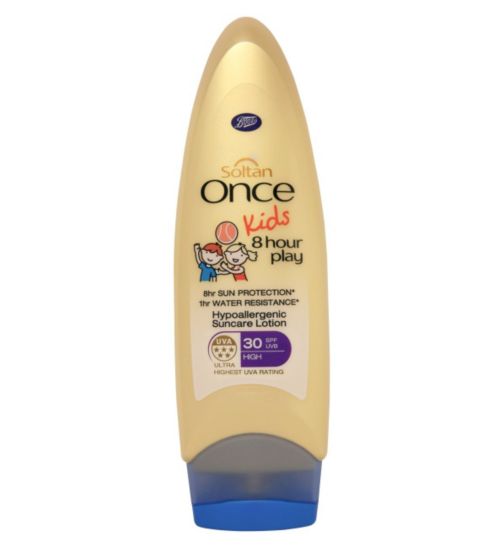 Boots
Soltan
Once
Kids
8 hour
play
8hr SUN PROTECTION*
1hr WATER RESISTANCE*
Hypoallergenic
Suncare Lotion
UVA
ULTRA
30 SPF
UVB
HIGH
HIGHEST UVA RATING